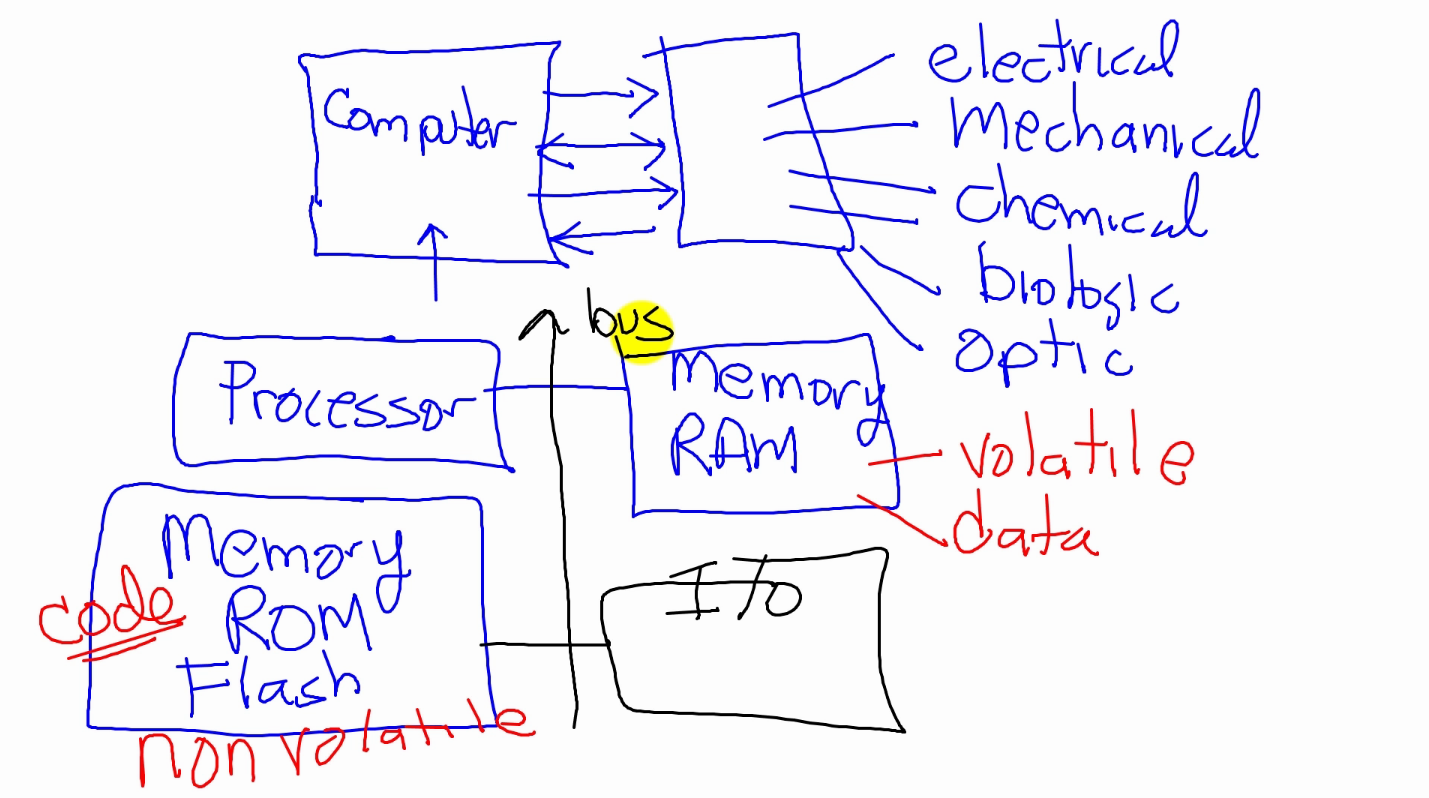 Computer
electrical
mechanical
chemical
biologic
optic
bus
Processor
Memory
RAM
volatile
data
Memory
ROM
Flash
code
non volatile
I/O